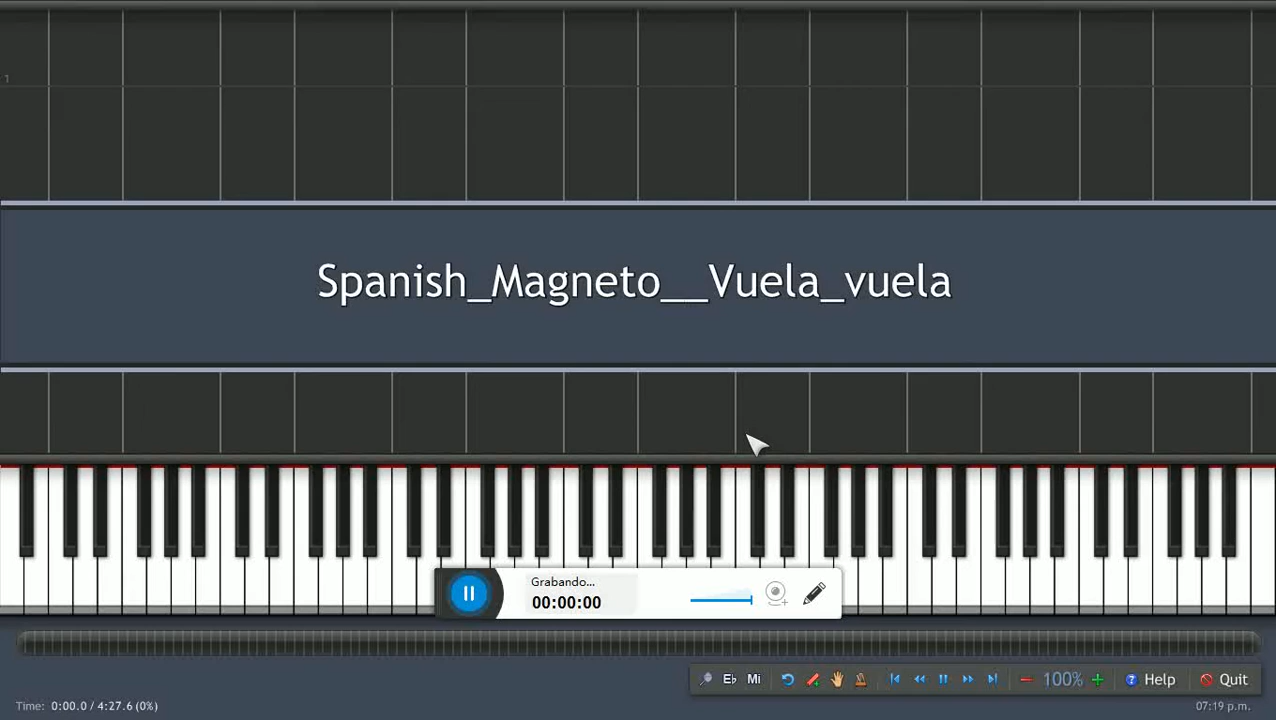 1
Spanish_Magneto__Vuela_vuela
Grabando...
00:00:00
Eb Mi 100% Help Quit
Time: 0:00.0 / 4:27.6 (0%)
07:19 p.m.